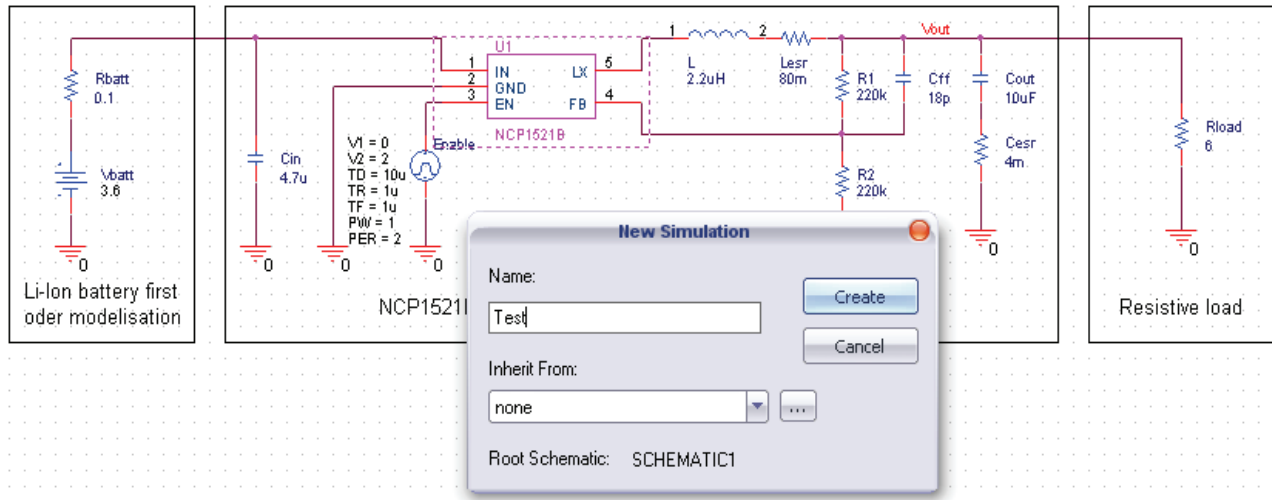 Rbatt
0.1
Vbatt
3.6
0
Li-Ion battery first
oder modelisation
Cin
4.7u
0
0
V1 = 0
V2 = 2
TD = 10u
TR = 1u
TF = 1u
PW = 1
PER = 2
Enable
0
U1
1
2
3
IN
GND
EN
LX
FB
5
4
NCP1521B
1
2
L
2.2uH
Lesr
80m
R1
220k
Cff
18p
R2
220k
Vout
Cout
10uF
Cesr
4m
0
NCP1521
Rload
6
0
Resistive load
New Simulation
Name:
Test
Create
Cancel
Inherit From:
none
...
Root Schematic: SCHEMATIC1